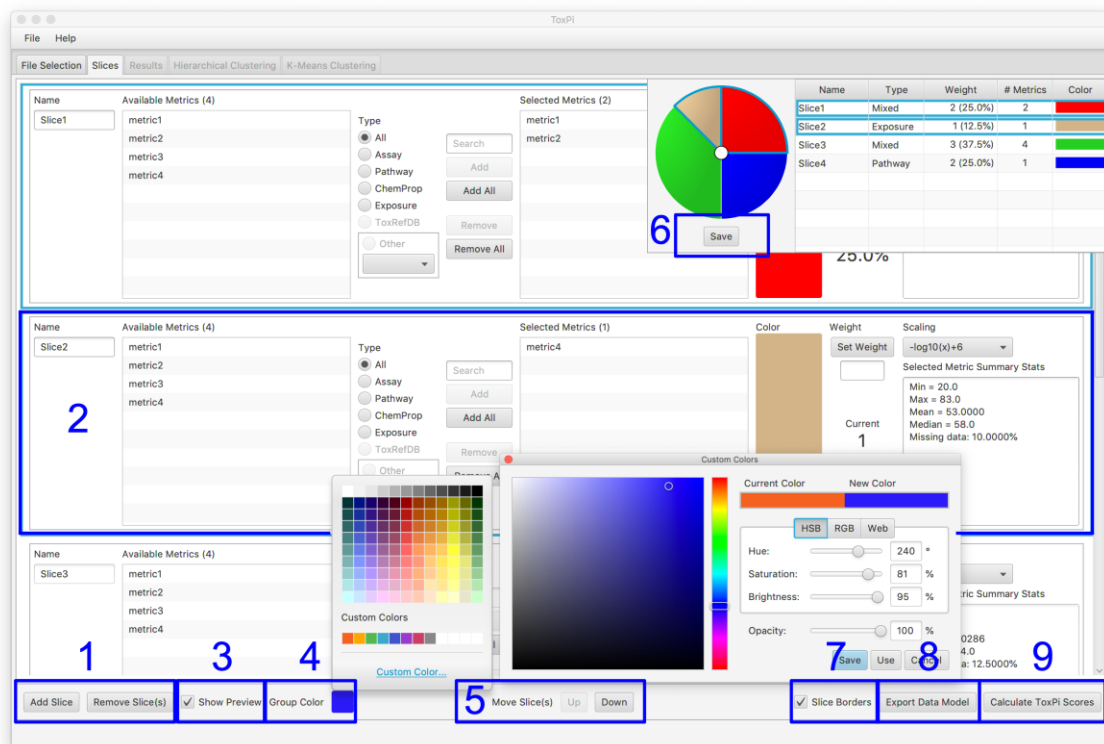 ToxPi
File Help
File Selection Slices Results Hierarchical Clustering K-Means Clustering
Name Available Metrics (4) Selected Metrics (2)
Slice1
metric1
metric2
metric3
metric4
Type
All
Assay
Pathway
ChemProp
Exposure
ToxRefDB
Other
Search
Add
Add All
Remove
Remove All
metric1
metric2
6
Save
Name Type Weight # Metrics Color
Slice1 Mixed 2 (25.0%) 2
Slice2 Exposure 1 (12.5%) 1
Slice3 Mixed 3 (37.5%) 4
Slice4 Pathway 2 (25.0%) 1
25.0%
Name Available Metrics (4) Selected Metrics (1) Color Weight Scaling
Slice2
2
metric1
metric2
metric3
metric4
Type
All
Assay
Pathway
ChemProp
Exposure
ToxRefDB
Other
Search
Add
Add All
Remove
metric4
Set Weight
Current
1
-log10(x)+6
Selected Metric Summary Stats
Min = 20.0
Max = 83.0
Mean = 53.0000
Median = 58.0
Missing data: 10.0000%
Name Available Metrics (4)
Slice3
metric1
metric2
metric3
metric4
Custom Colors
Custom Color...
Custom Colors
Current Color New Color
HSB RGB Web
Hue: 240 °
Saturation: 81 %
Brightness: 95 %
Opacity: 100 %
Save Use Cancel
Summary Stats
0286
4.0
a: 12.5000%
1 3 4 5 7 8 9
Add Slice Remove Slice(s) Show Preview Group Color Move Slice(s) Up Down Slice Borders Export Data Model Calculate ToxPi Scores